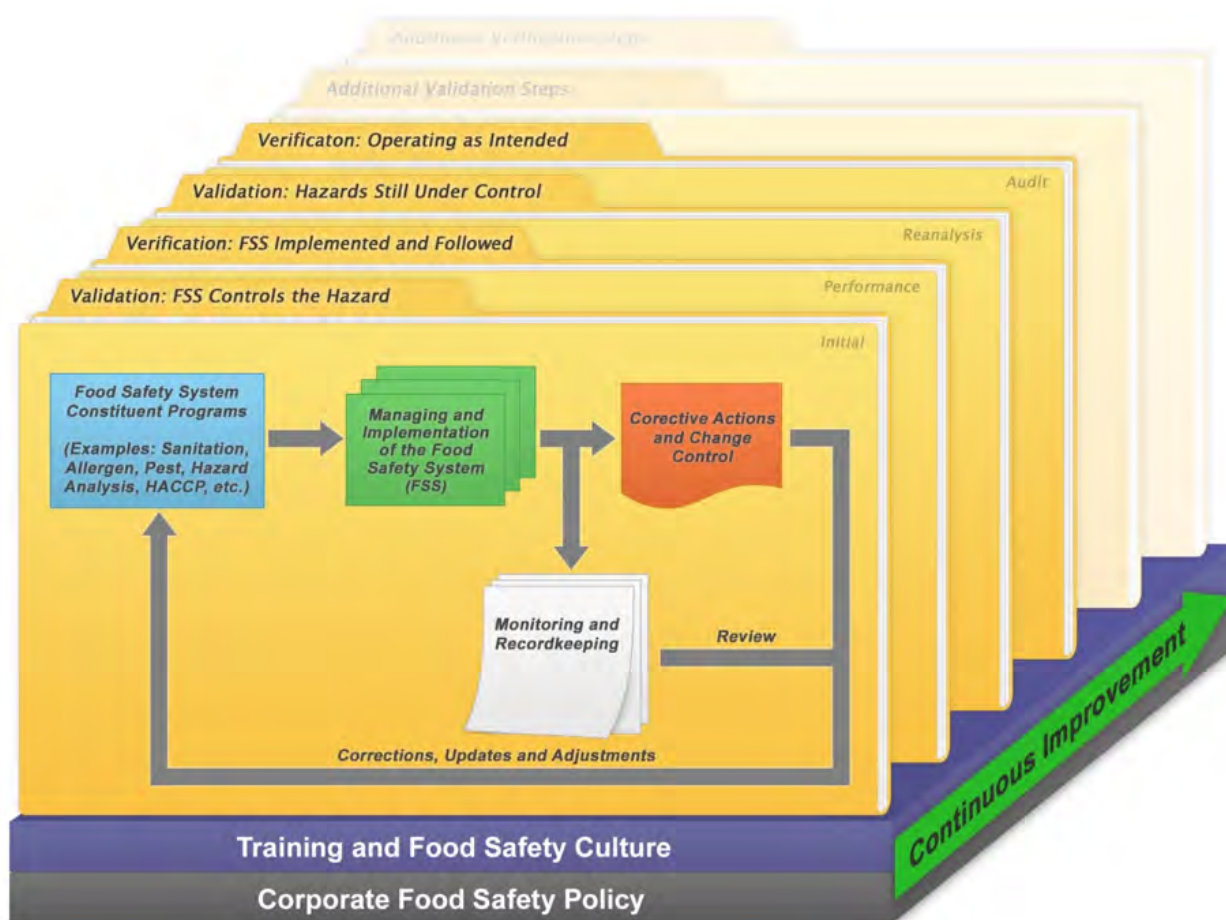 Additional Verification Steps
Additional Validation Steps
Verificaton: Operating as Intended
Audit
Validation: Hazards Still Under Control
Reanalysis
Verification: FSS Implemented and Followed
Performance
Validation: FSS Controls the Hazard
Initial
Food Safety System
Constituent Programs
(Examples: Sanitation,
Allergen, Pest, Hazard
Analysis, HACCP, etc.)
Managing and
Implementation
of the Food
Safety System
(FSS)
Corective Actions
and Change
Control
Monitoring and
Recordkeeping
Review
Corrections, Updates and Adjustments
Continuous Improvement
Training and Food Safety Culture
Corporate Food Safety Policy